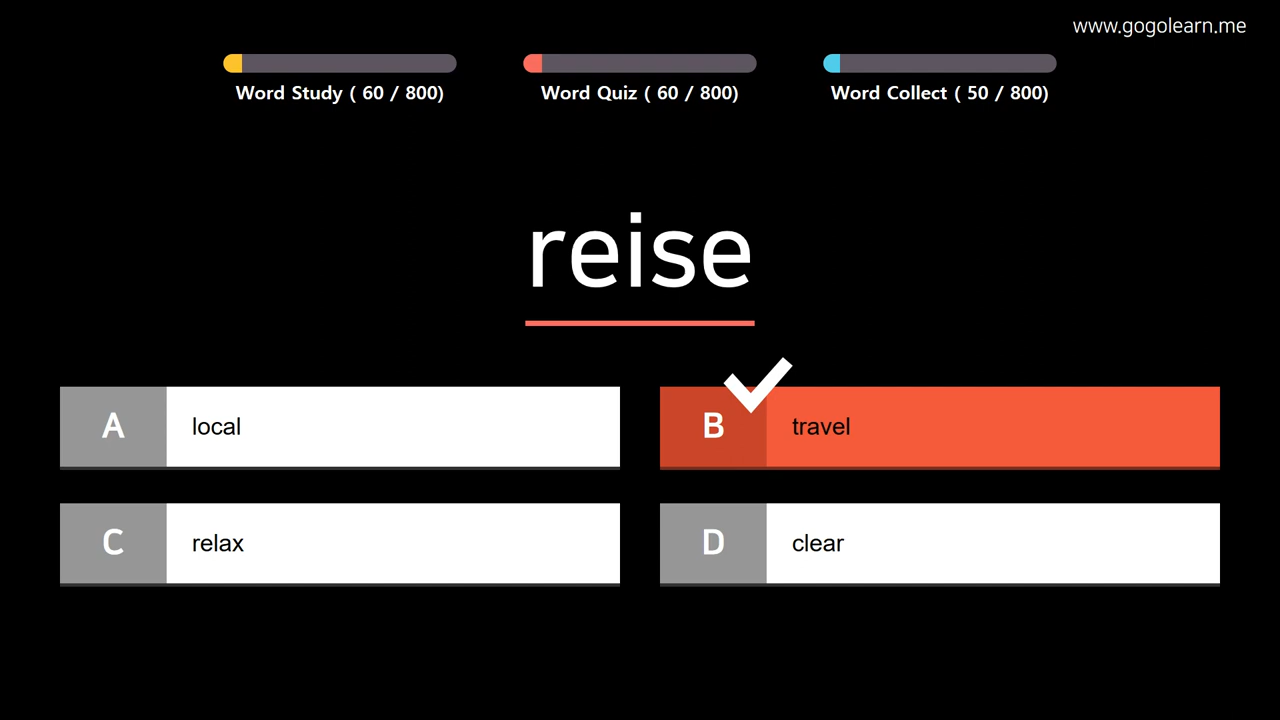 www.gogolearn.me
Word Study ( 60 / 800)
Word Quiz ( 60 / 800)
Word Collect ( 50 / 800)
reise
A local
B travel
C relax
D clear